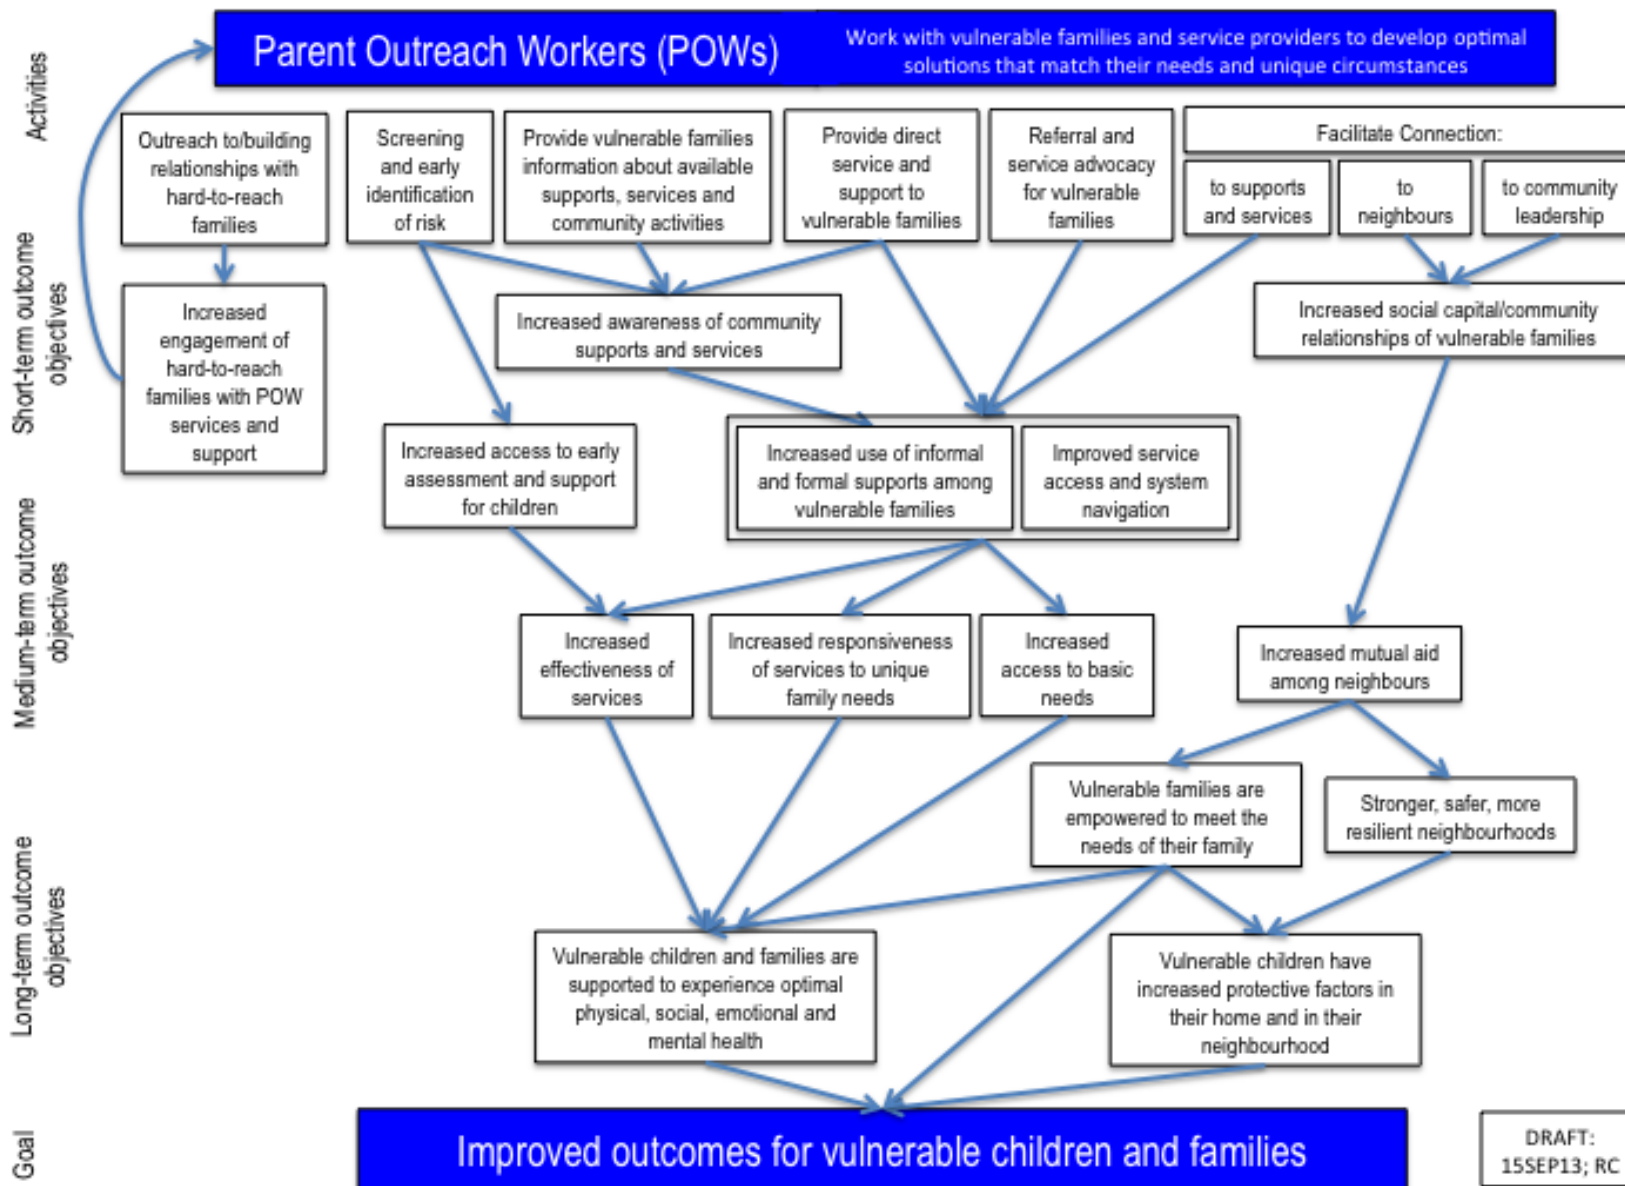 Parent Outreach Workers (POWs)
Work with vulnerable families and service providers to develop optimal
solutions that match their needs and unique circumstances
Activities
Outreach to/building
relationships with
hard-to-reach
families
Screening
and early
identification
of risk
Provide vulnerable families
information about available
supports, services and
community activities
Provide direct
service and
support to
vulnerable families
Referral and
service advocacy
for vulnerable
families
Facilitate Connection:
to supports
and services
to
neighbours
to community
leadership
Short-term outcome
objectives
Increased
engagement of
hard-to-reach
families with POW
services and
support
Increased awareness of community
supports and services
Increased social capital/community
relationships of vulnerable families
Increased access to early
assessment and support
for children
Increased use of informal
and formal supports among
vulnerable families
Improved service
access and system
navigation
Medium-term outcome
objectives
Increased
effectiveness of
services
Increased responsiveness
of services to unique
family needs
Increased
access to basic
needs
Increased mutual aid
among neighbours
Vulnerable families are
empowered to meet the
needs of their family
Stronger, safer, more
resilient neighbourhoods
Long-term outcome
objectives
Vulnerable children and families are
supported to experience optimal
physical, social, emotional and
mental health
Vulnerable children have
increased protective factors in
their home and in their
neighbourhood
Goal
Improved outcomes for vulnerable children and families
DRAFT:
15SEP13; RC